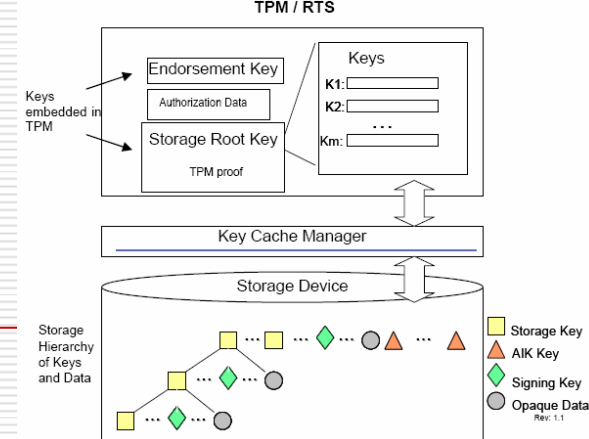 TPM / RTS
Keys
embedded in
TPM
Endorsement Key
Authorization Data
Storage Root Key
TPM proof
Keys
K1:
K2:
...
Km:
Key Cache Manager
Storage Device
Storage
Hierarchy
of Keys
and Data
... ... ... ...
... ...
... ...
Storage Key
AIK Key
Signing Key
Opaque Data
Rev: 1.1